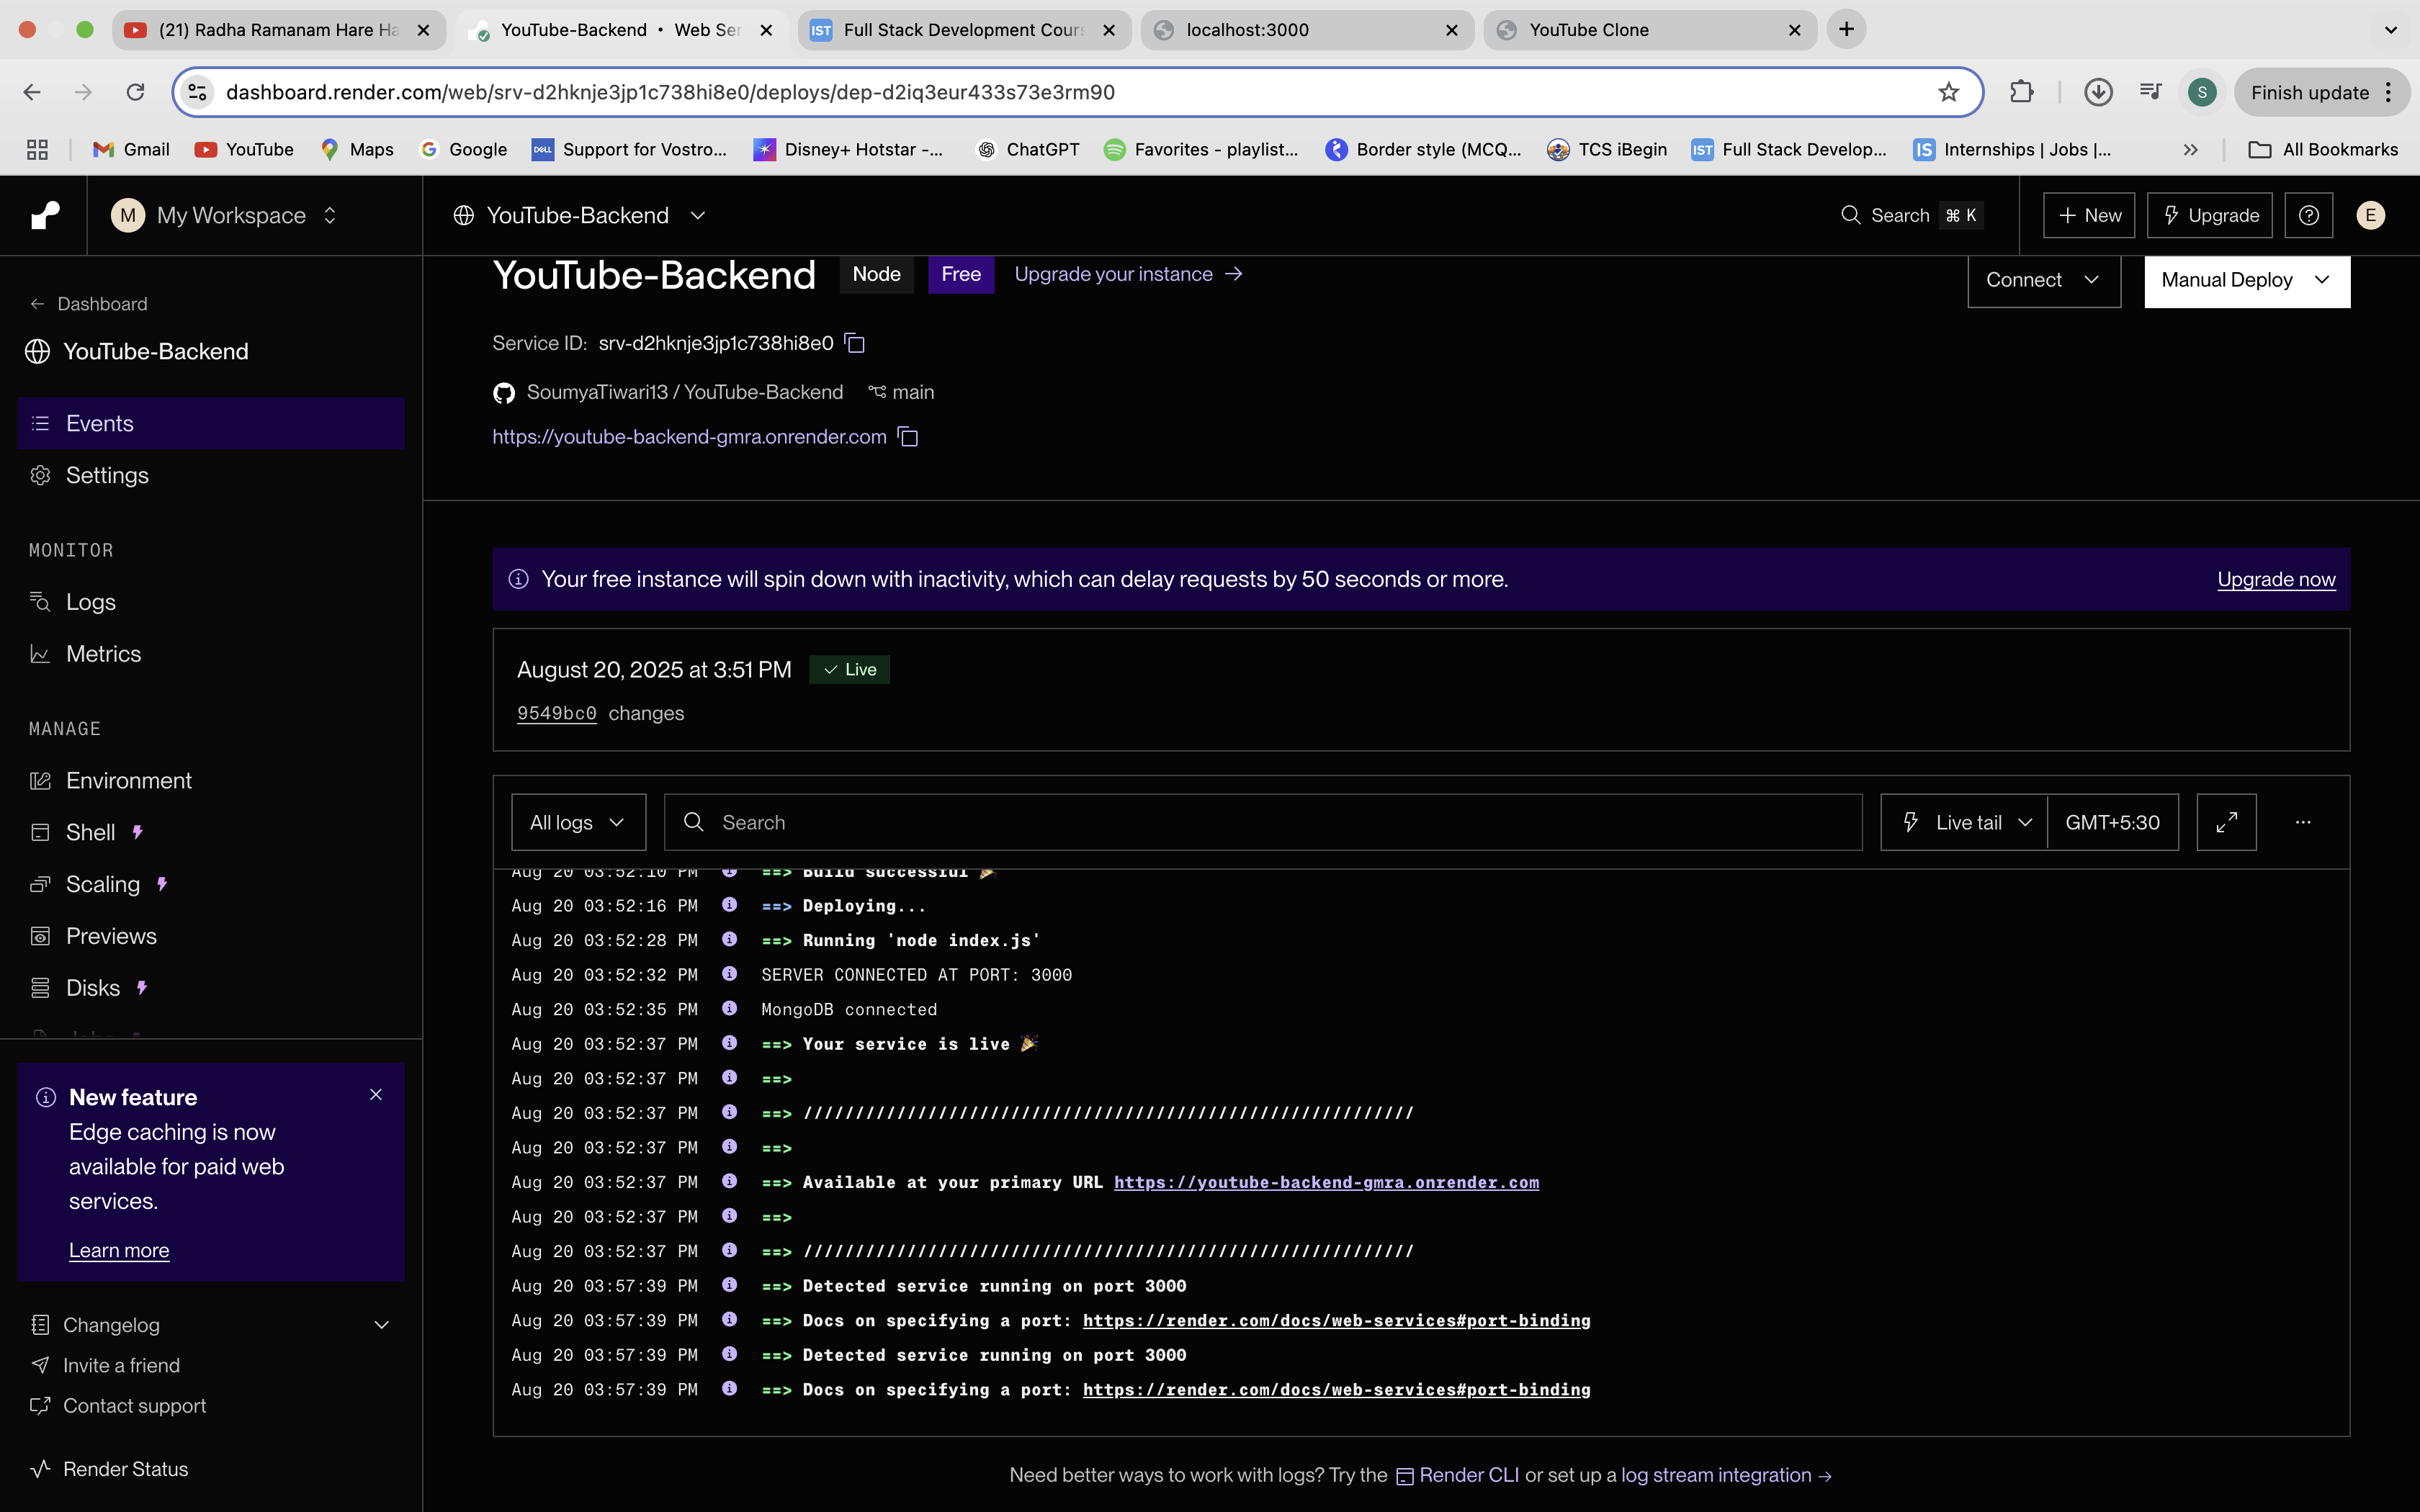 (21) Radha Ramanam Hare Ha
YouTube-Backend • Web Ser
IST Full Stack Development Cours
localhost:3000
YouTube Clone
dashboard.render.com/web/srv-d2hknje3jp1c738hi8e0/deploys/dep-d2iq3eur433s73e3rm90
S
Finish update
Gmail
YouTube
Maps
Google
DELL Support for Vostro...
Disney+ Hotstar -...
ChatGPT
Favorites - playlist...
Border style (MCQ...
TCS iBegin
IST Full Stack Develop...
IS Internships | Jobs |...
All Bookmarks
M My Workspace
YouTube-Backend
Search ⌘ K
+ New
Upgrade
E
← Dashboard
YouTube-Backend
Events
Settings
MONITOR
Logs
Metrics
MANAGE
Environment
Shell
Scaling
Previews
Disks
New feature
Edge caching is now
available for paid web
services.
Learn more
Changelog
Invite a friend
Contact support
Render Status
YouTube-Backend Node Free Upgrade your instance →
Connect
Manual Deploy
Service ID: srv-d2hknje3jp1c738hi8e0
SoumyaTiwari13 / YouTube-Backend main
https://youtube-backend-gmra.onrender.com
Your free instance will spin down with inactivity, which can delay requests by 50 seconds or more.
Upgrade now
August 20, 2025 at 3:51 PM ✓ Live
9549bc0 changes
All logs
Search
Live tail
GMT+5:30
Aug 20 03:52:10 PM ==> Build successful 🎉
Aug 20 03:52:16 PM ==> Deploying...
Aug 20 03:52:28 PM ==> Running 'node index.js'
Aug 20 03:52:32 PM SERVER CONNECTED AT PORT: 3000
Aug 20 03:52:35 PM MongoDB connected
Aug 20 03:52:37 PM ==> Your service is live 🎉
Aug 20 03:52:37 PM ==>
Aug 20 03:52:37 PM ==> ///////////////////////////////////////////////////////////
Aug 20 03:52:37 PM ==>
Aug 20 03:52:37 PM ==> Available at your primary URL https://youtube-backend-gmra.onrender.com
Aug 20 03:52:37 PM ==>
Aug 20 03:52:37 PM ==> ///////////////////////////////////////////////////////////
Aug 20 03:57:39 PM ==> Detected service running on port 3000
Aug 20 03:57:39 PM ==> Docs on specifying a port: https://render.com/docs/web-services#port-binding
Aug 20 03:57:39 PM ==> Detected service running on port 3000
Aug 20 03:57:39 PM ==> Docs on specifying a port: https://render.com/docs/web-services#port-binding
Need better ways to work with logs? Try the Render CLI or set up a log stream integration →